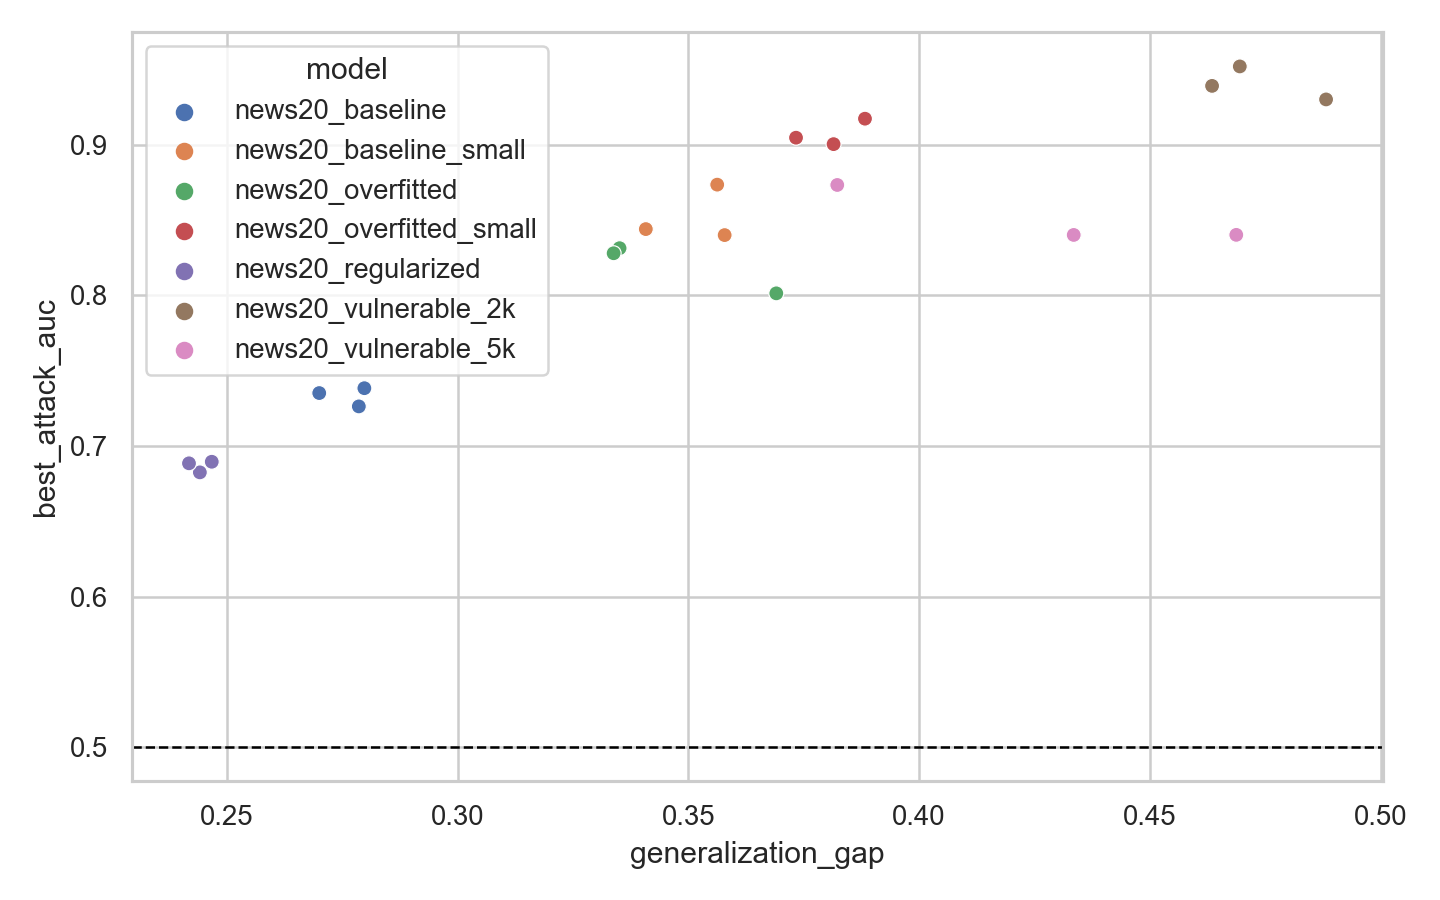 model
news20_baseline
news20_baseline_small
news20_overfitted
news20_overfitted_small
news20_regularized
news20_vulnerable_2k
news20_vulnerable_5k
best_attack_auc
0.9
0.8
0.7
0.6
0.5
0.25 0.30 0.35 0.40 0.45 0.50
generalization_gap